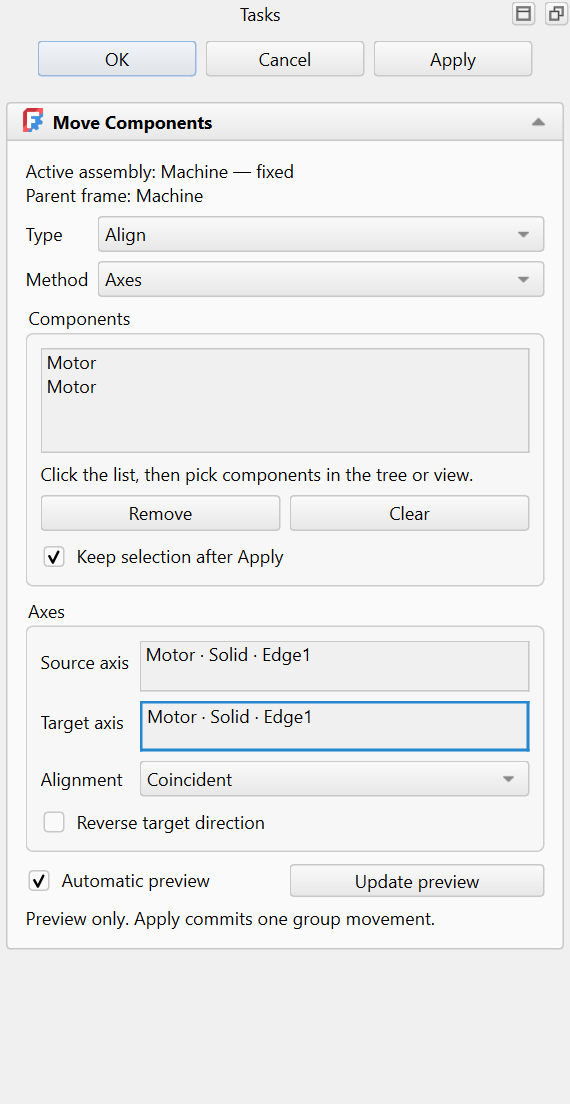 Tasks
OK Cancel Apply
Move Components
Active assembly: Machine — fixed
Parent frame: Machine
Type Align
Method Axes
Components
Motor
Motor
Click the list, then pick components in the tree or view.
Remove Clear
Keep selection after Apply
Axes
Source axis Motor · Solid · Edge1
Target axis Motor · Solid · Edge1
Alignment Coincident
Reverse target direction
Automatic preview Update preview
Preview only. Apply commits one group movement.